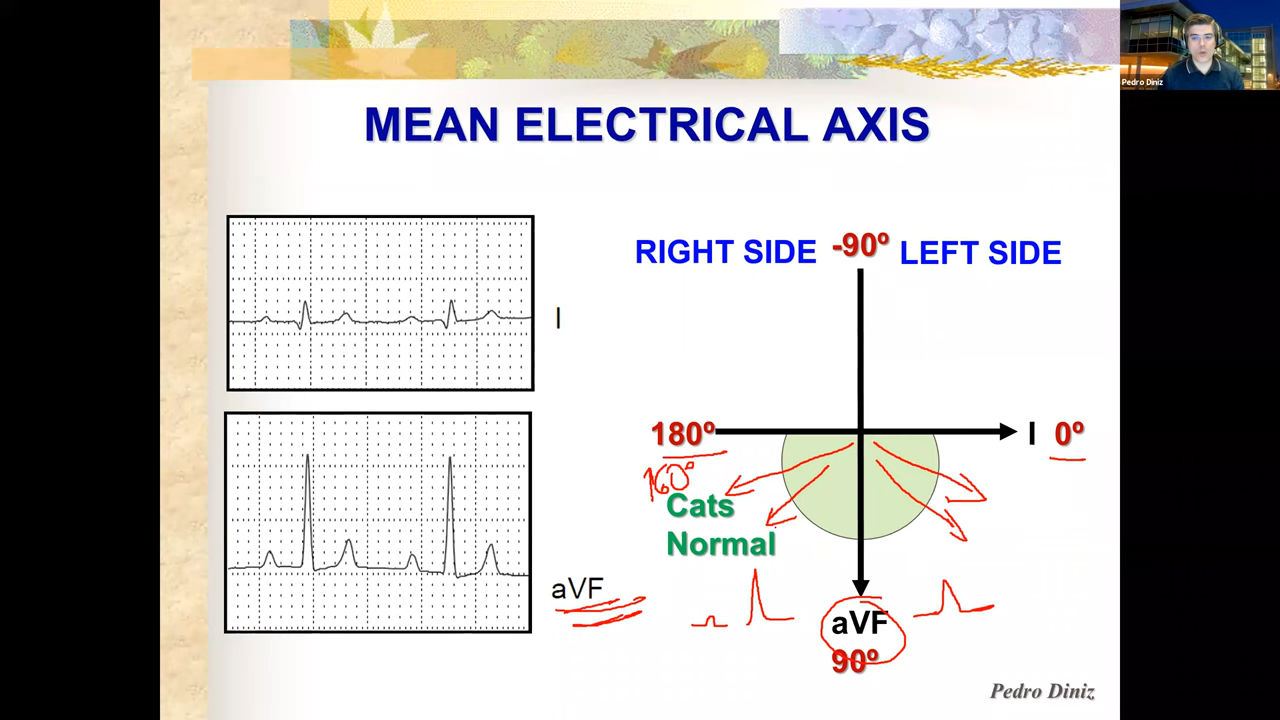 Pedro Diniz
MEAN ELECTRICAL AXIS
RIGHT SIDE -90º LEFT SIDE
I
180º I 0º
160°
Cats
Normal
aVF
aVF
90º
Pedro Diniz